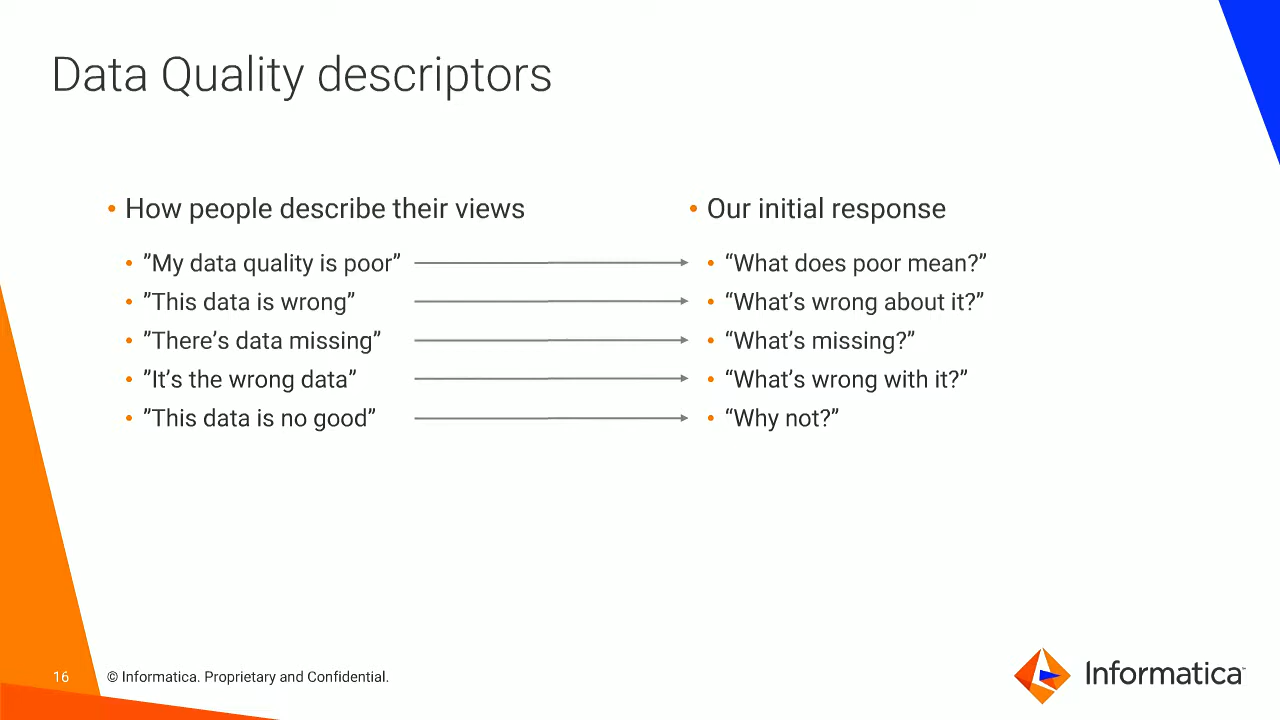 Data Quality descriptors
• How people describe their views
• ”My data quality is poor”
• ”This data is wrong”
• ”There’s data missing”
• ”It’s the wrong data”
• ”This data is no good”
• Our initial response
• “What does poor mean?”
• “What’s wrong about it?”
• “What’s missing?”
• “What’s wrong with it?”
• “Why not?”
16 © Informatica. Proprietary and Confidential.
Informatica™